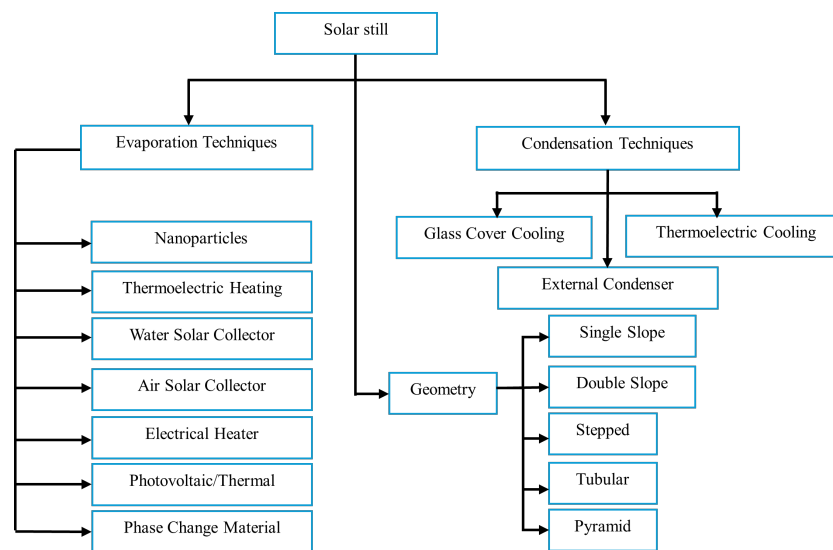 Solar still
Evaporation Techniques
Condensation Techniques
Nanoparticles
Thermoelectric Heating
Water Solar Collector
Air Solar Collector
Electrical Heater
Photovoltaic/Thermal
Phase Change Material
Glass Cover Cooling
Thermoelectric Cooling
External Condenser
Geometry
Single Slope
Double Slope
Stepped
Tubular
Pyramid